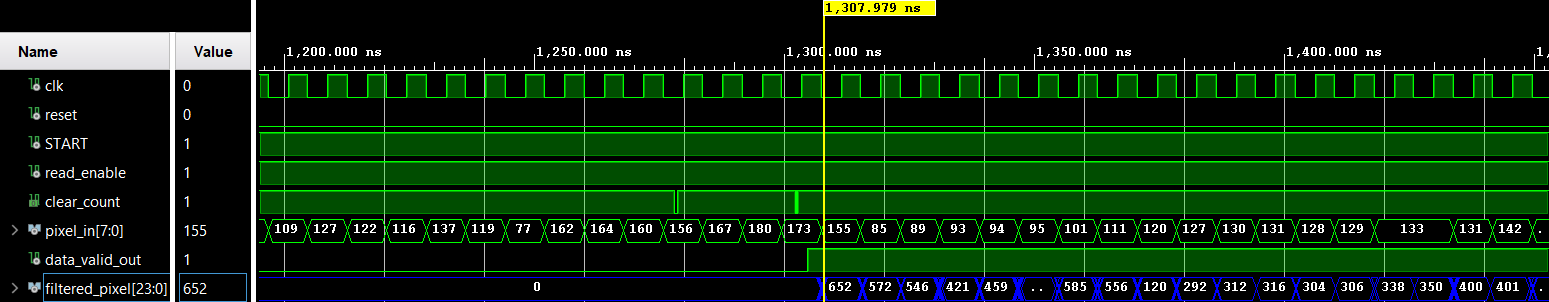 1,307.979 ns
Name Value
1,200.000 ns 1,250.000 ns 1,300.000 ns 1,350.000 ns 1,400.000 ns 1,
clk 0
reset 0
START 1
read_enable 1
clear_count 1
pixel_in[7:0] 155 109 127 122 116 137 119 77 162 164 160 156 167 180 173 155 85 89 93 94 95 101 111 120 127 130 131 128 129 133 131 142 .
data_valid_out 1
filtered_pixel[23:0] 652 0 652 572 546 421 459 .. 585 556 120 292 312 316 304 306 338 350 400 401 .